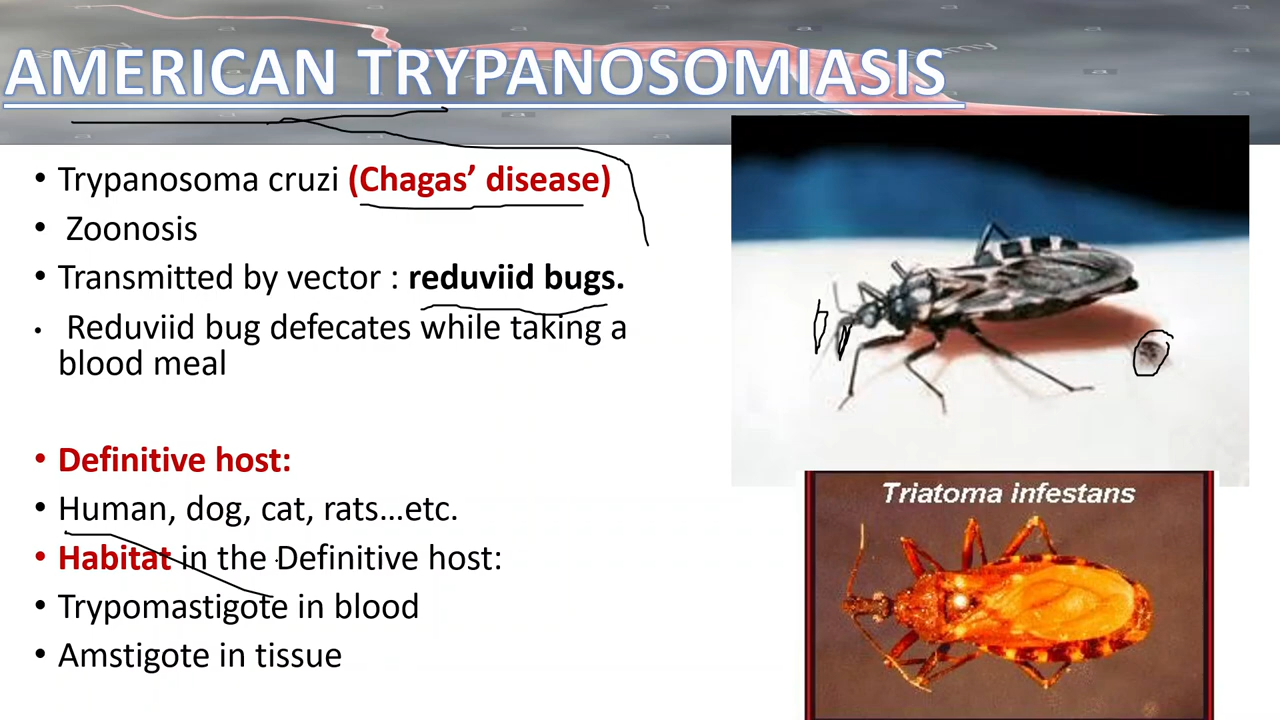 AMERICAN TRYPANOSOMIASIS
• Trypanosoma cruzi (Chagas’ disease)
• Zoonosis
• Transmitted by vector : reduviid bugs.
• Reduviid bug defecates while taking a
blood meal
• Definitive host:
• Human, dog, cat, rats...etc.
• Habitat in the Definitive host:
• Trypomastigote in blood
• Amstigote in tissue
Triatoma infestans